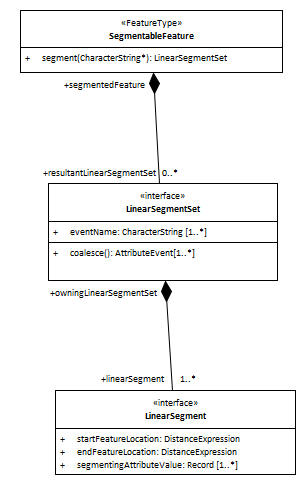 «FeatureType»
SegmentableFeature
+ segment(CharacterString*): LinearSegmentSet
+segmentedFeature
+resultantLinearSegmentSet 0..*
«interface»
LinearSegmentSet
+ eventName: CharacterString [1..*]
+ coalesce(): AttributeEvent[1..*]
+owningLinearSegmentSet
+linearSegment 1..*
«interface»
LinearSegment
+ startFeatureLocation: DistanceExpression
+ endFeatureLocation: DistanceExpression
+ segmentingAttributeValue: Record [1..*]